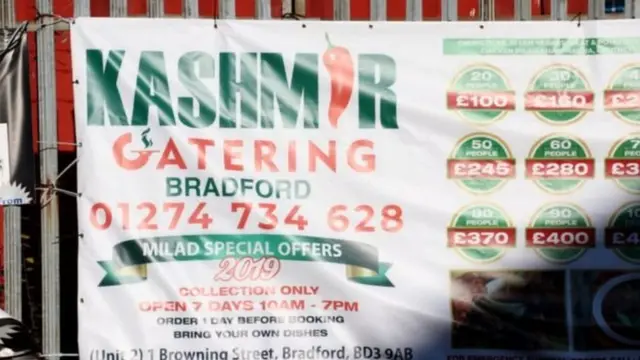 KASHMIR
CATERING
BRADFORD
01274 734 628
MILAD SPECIAL OFFERS
2019
COLLECTION ONLY
OPEN 7 DAYS 10AM - 7PM
ORDER 1 DAY BEFORE BOOKING
BRING YOUR OWN DISHES
(Unit 2) 1 Browning Street, Bradford, BD3 9AB
20
PEOPLE
£100
30
PEOPLE
50
PEOPLE
£245
60
PEOPLE
£280
80
PEOPLE
£370
90
PEOPLE
£400
from